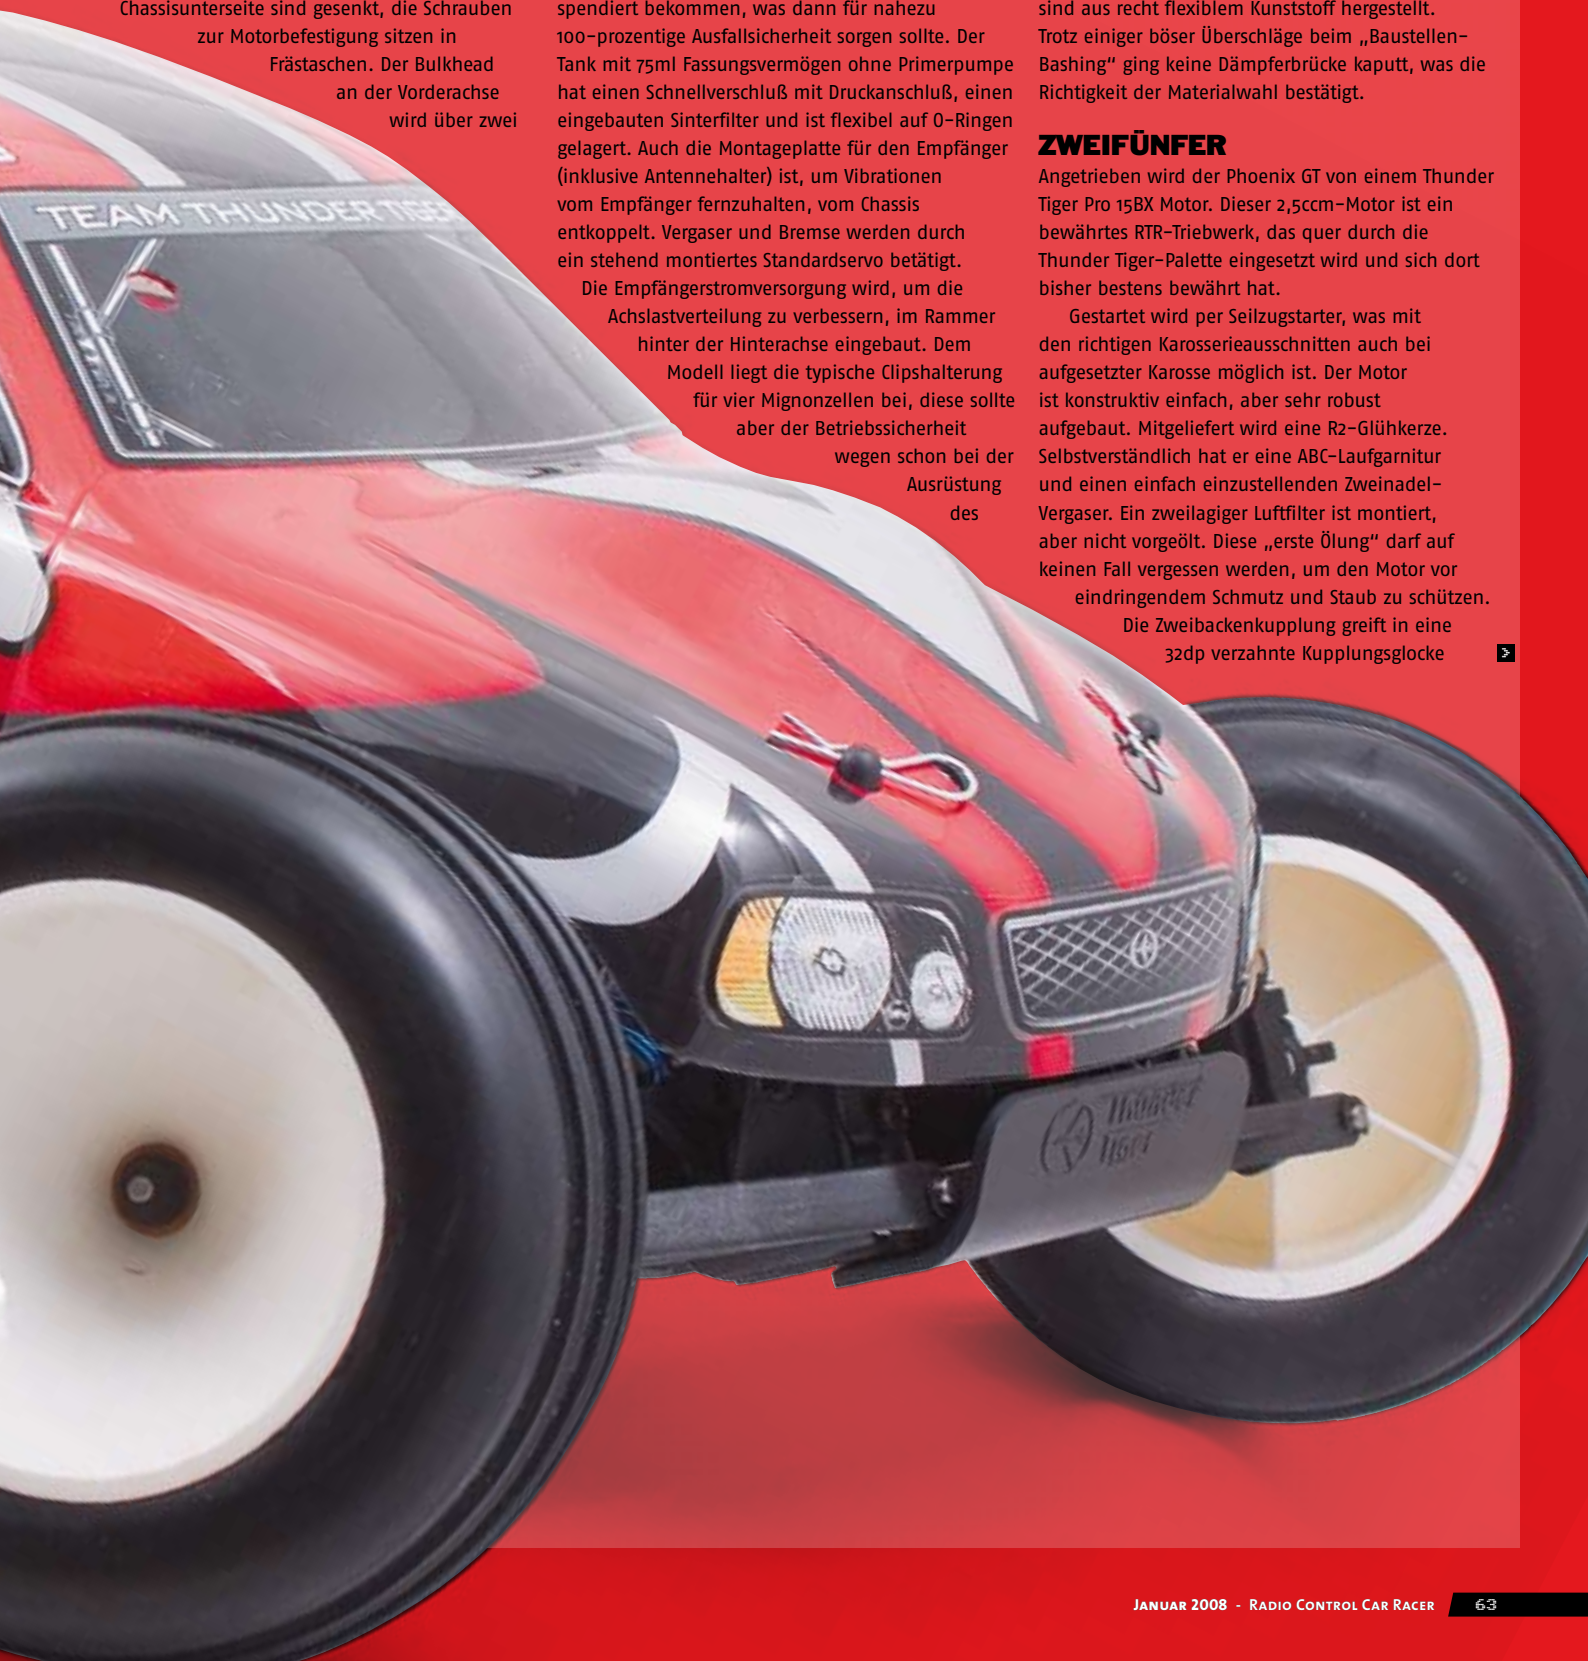 Chassisunterseite sind gesenkt, die Schrauben
zur Motorbefestigung sitzen in
Frästaschen. Der Bulkhead
an der Vorderachse
wird über zwei
spendiert bekommen, was dann für nahezu
100-prozentige Ausfallsicherheit sorgen sollte. Der
Tank mit 75ml Fassungsvermögen ohne Primerpumpe
hat einen Schnellverschluß mit Druckanschluß, einen
eingebauten Sinterfilter und ist flexibel auf O-Ringen
gelagert. Auch die Montageplatte für den Empfänger
(inklusive Antennehalter) ist, um Vibrationen
vom Empfänger fernzuhalten, vom Chassis
entkoppelt. Vergaser und Bremse werden durch
ein stehend montiertes Standardservo betätigt.
Die Empfängerstromversorgung wird, um die
Achslastverteilung zu verbessern, im Rammer
hinter der Hinterachse eingebaut. Dem
Modell liegt die typische Clipshalterung
für vier Mignonzellen bei, diese sollte
aber der Betriebssicherheit
wegen schon bei der
Ausrüstung
des
sind aus recht flexiblem Kunststoff hergestellt.
Trotz einiger böser Überschläge beim „Baustellen-
Bashing“ ging keine Dämpferbrücke kaputt, was die
Richtigkeit der Materialwahl bestätigt.
ZWEIFÜNFER
Angetrieben wird der Phoenix GT von einem Thunder
Tiger Pro 15BX Motor. Dieser 2,5ccm-Motor ist ein
bewährtes RTR-Triebwerk, das quer durch die
Thunder Tiger-Palette eingesetzt wird und sich dort
bisher bestens bewährt hat.
Gestartet wird per Seilzugstarter, was mit
den richtigen Karosserieausschnitten auch bei
aufgesetzter Karosse möglich ist. Der Motor
ist konstruktiv einfach, aber sehr robust
aufgebaut. Mitgeliefert wird eine R2-Glühkerze.
Selbstverständlich hat er eine ABC-Laufgarnitur
und einen einfach einzustellenden Zweinadel-
Vergaser. Ein zweilagiger Luftfilter ist montiert,
aber nicht vorgeölt. Diese „erste Ölung“ darf auf
keinen Fall vergessen werden, um den Motor vor
eindringendem Schmutz und Staub zu schützen.
Die Zweibackenkupplung greift in eine
32dp verzahnte Kupplungsglocke
TEAM THUNDER TIGER
Thunder
Tiger
JANUAR 2008 - RADIO CONTROL CAR RACER 63